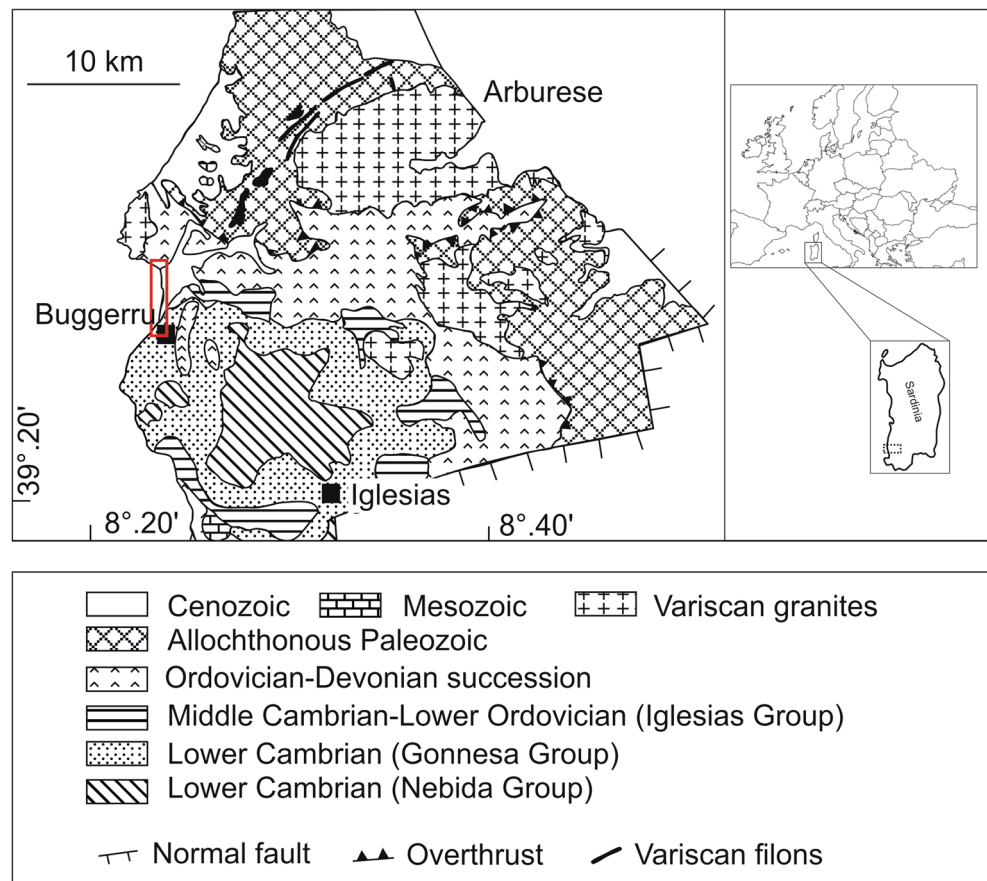 10 km
Arburese
Buggerru
Sardinia
39°.20'
Iglesias
8°.20'
8°.40'
Cenozoic Mesozoic Variscan granites
Allochthonous Paleozoic
Ordovician-Devonian succession
Middle Cambrian-Lower Ordovician (Iglesias Group)
Lower Cambrian (Gonnesa Group)
Lower Cambrian (Nebida Group)
Normal fault Overthrust Variscan filons